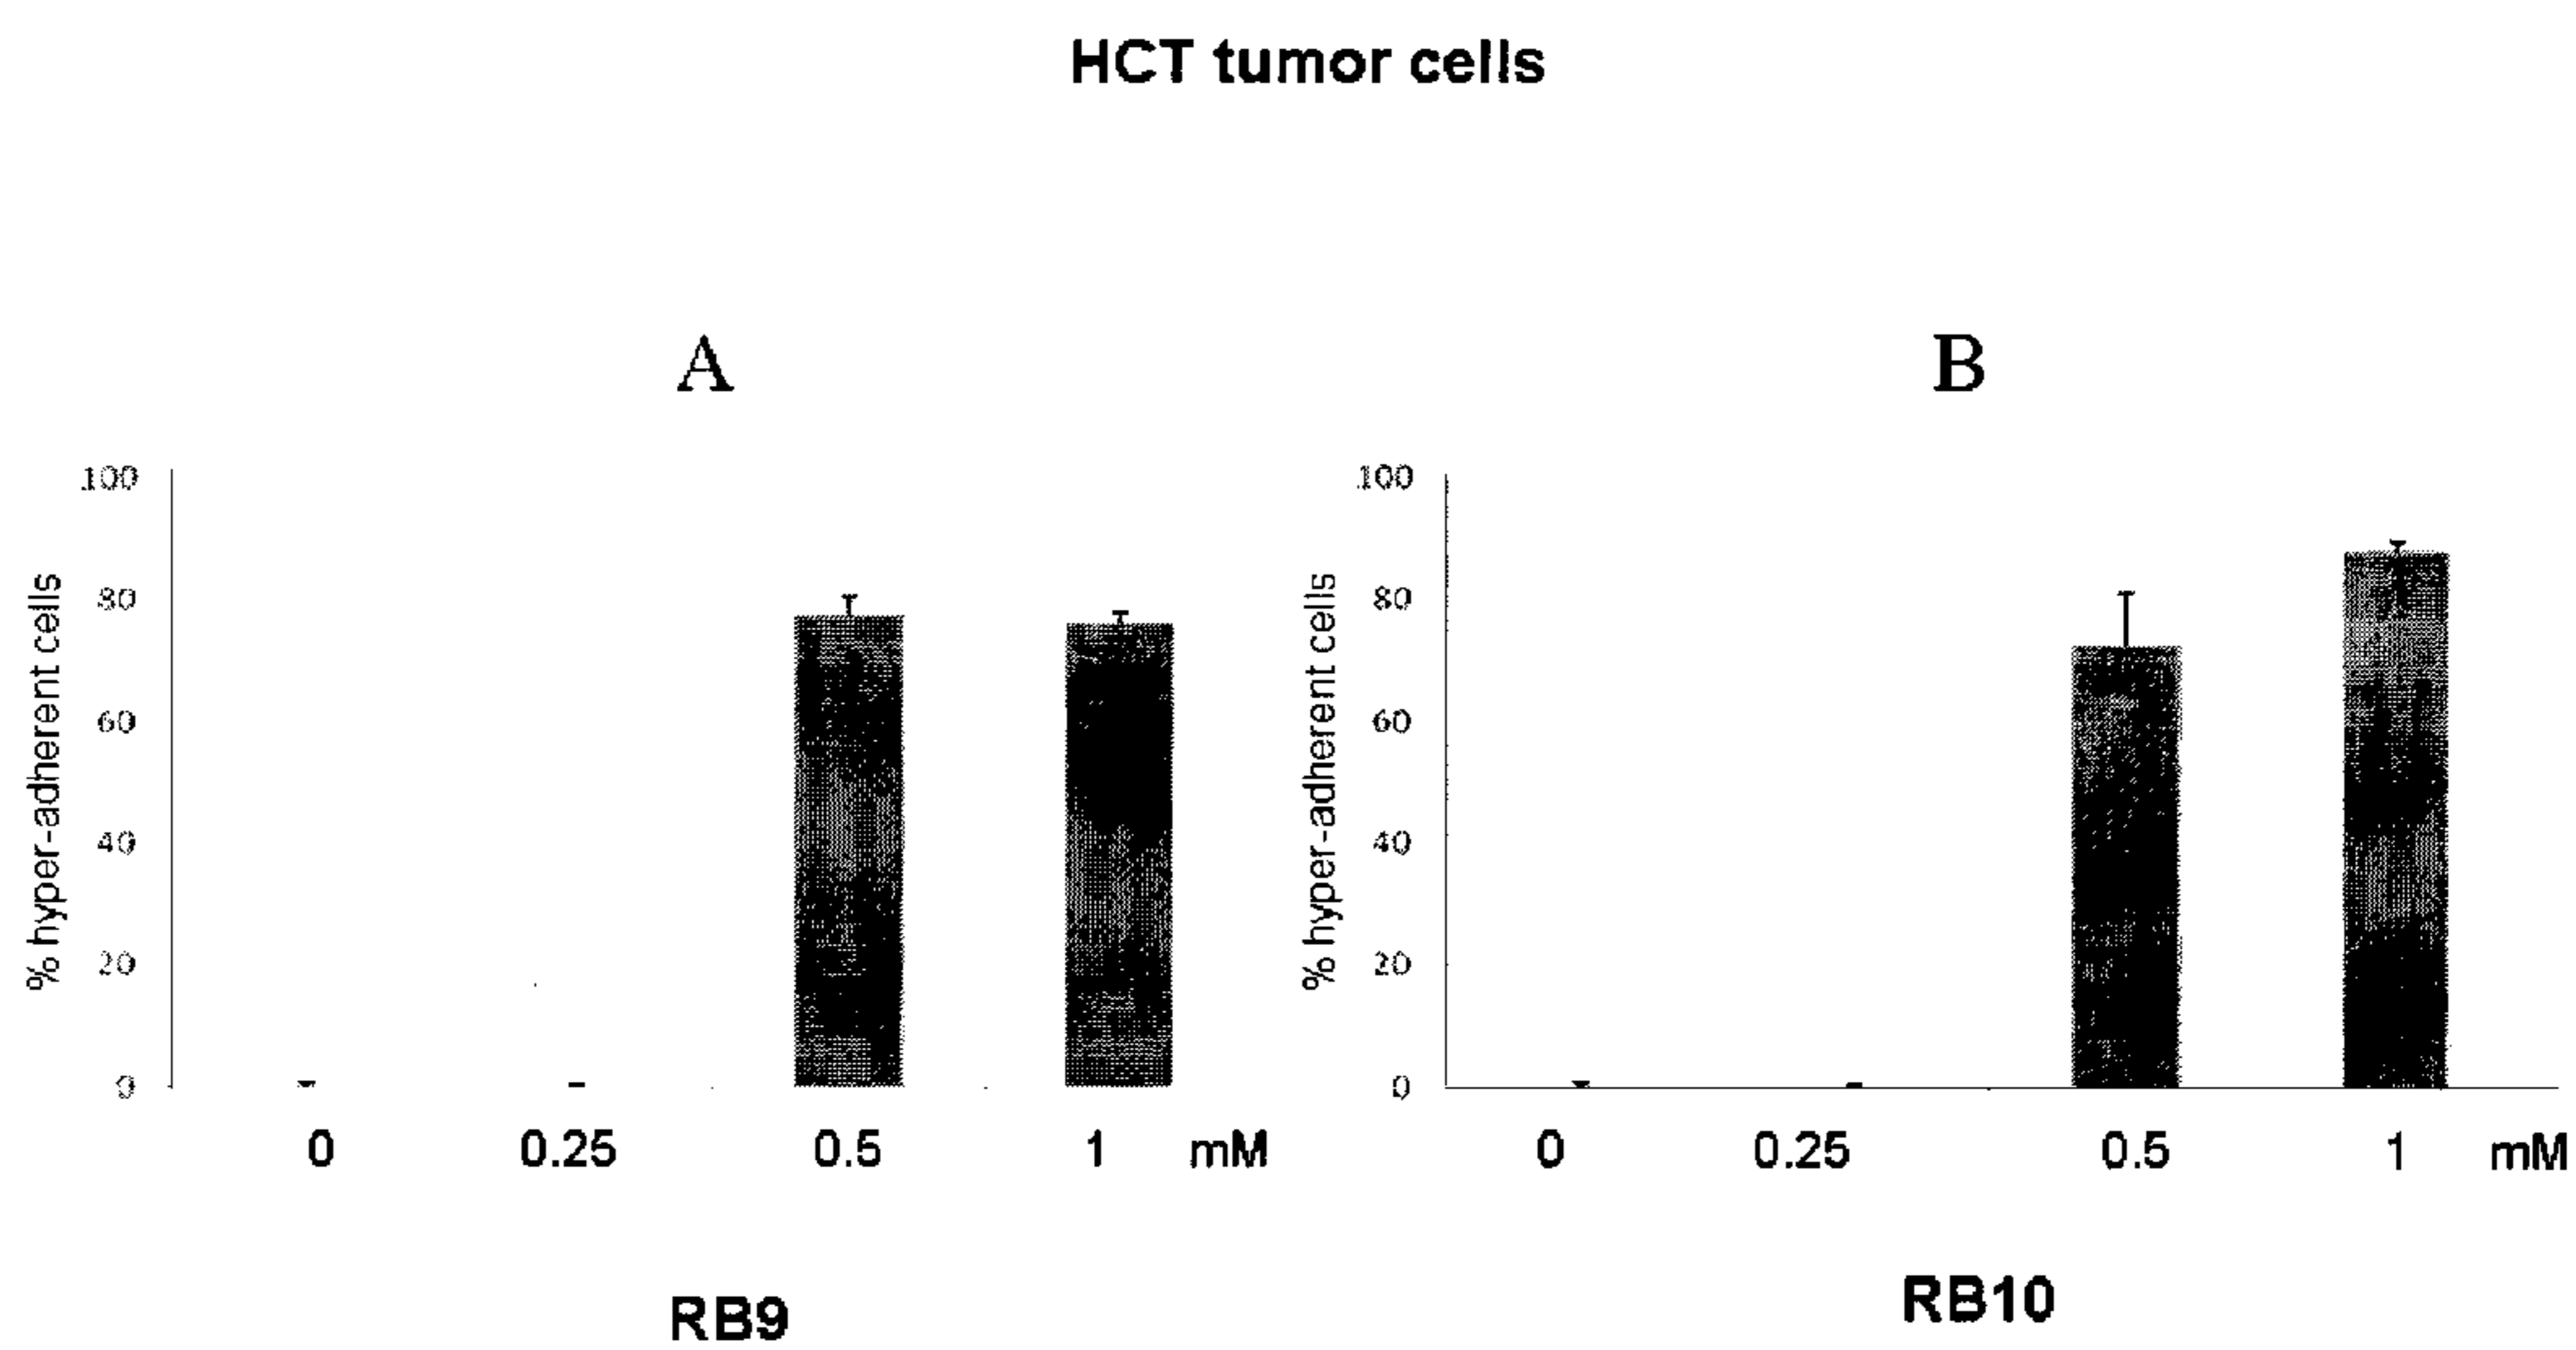 HCT tumor cells
A
% hyper-adherent cells
100
80
60
40
20
0
0 0.25 0.5 1 mM
RB9
B
% hyper-adherent cells
100
80
60
40
20
0
0 0.25 0.5 1 mM
RB10